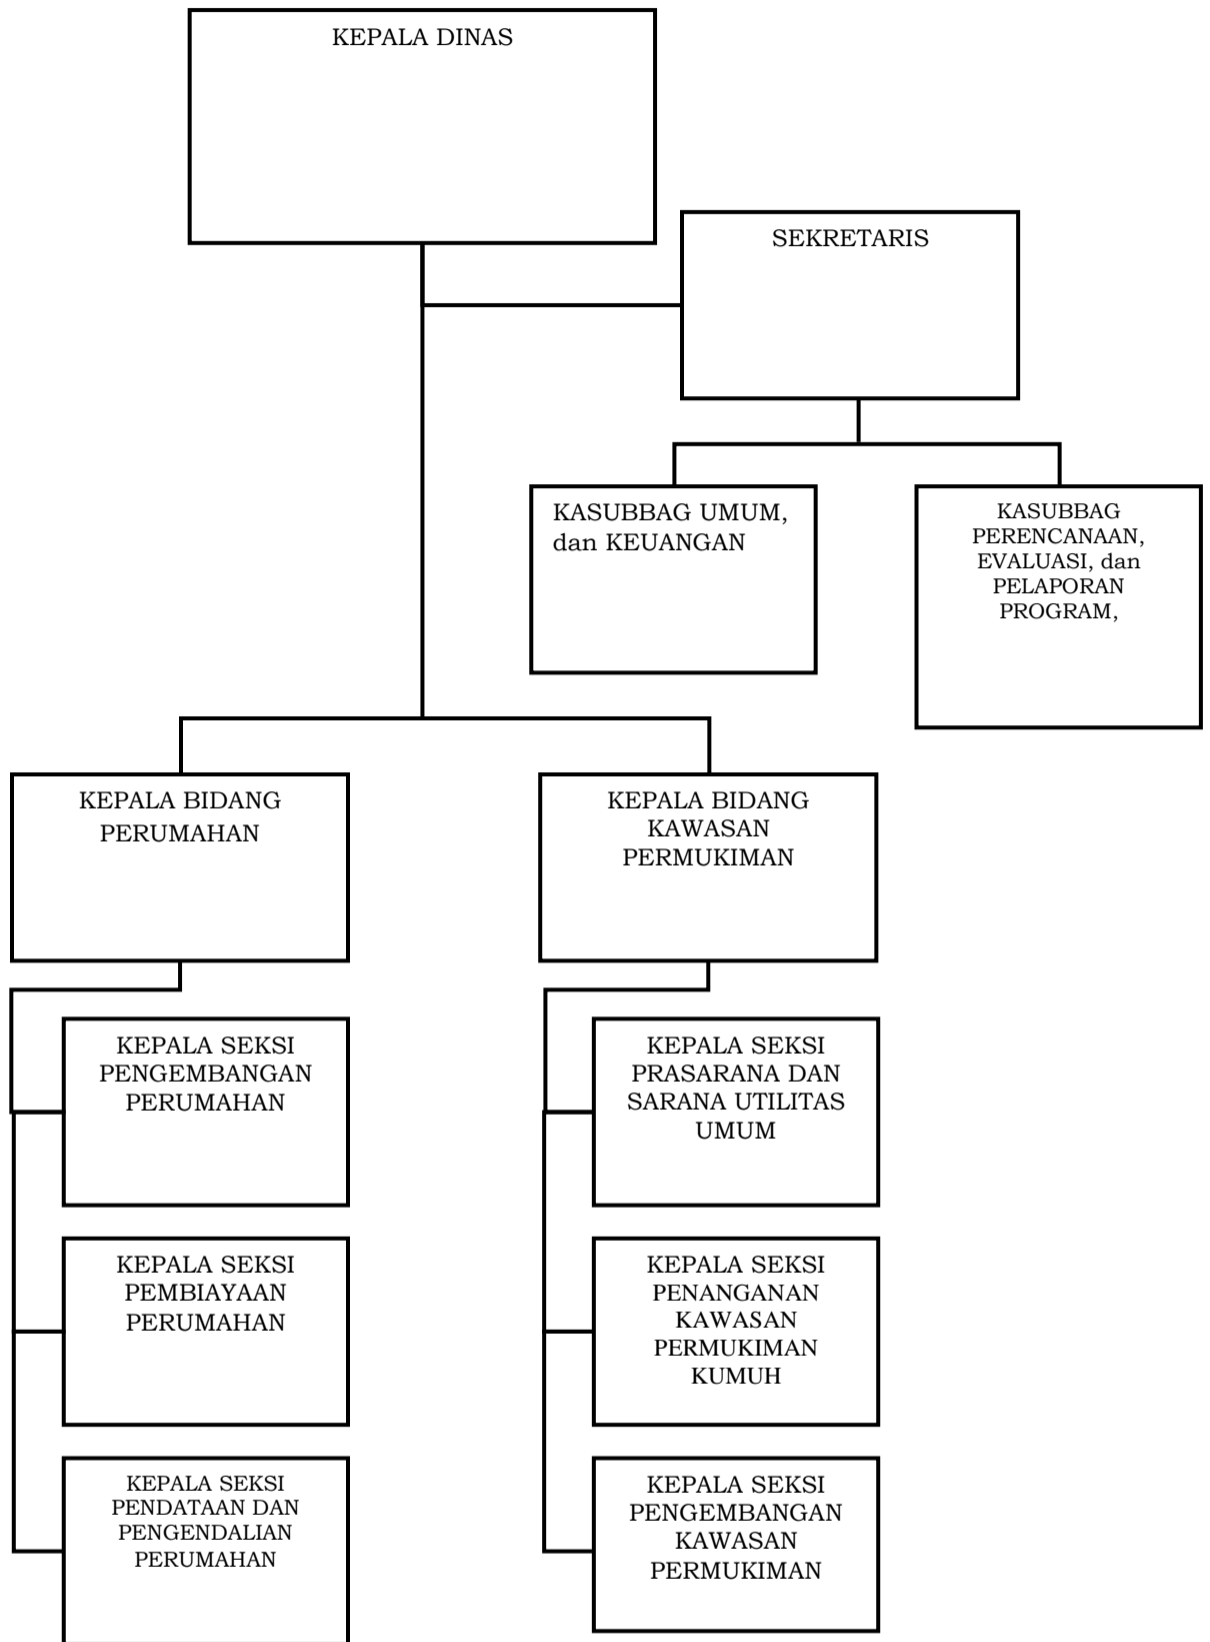 KEPALA DINAS
SEKRETARIS
KASUBBAG UMUM,
dan KEUANGAN
KASUBBAG
PERENCANAAN,
EVALUASI, dan
PELAPORAN
PROGRAM,
KEPALA BIDANG
PERUMAHAN
KEPALA BIDANG
KAWASAN
PERMUKIMAN
KEPALA SEKSI
PENGEMBANGAN
PERUMAHAN
KEPALA SEKSI
PRASARANA DAN
SARANA UTILITAS
UMUM
KEPALA SEKSI
PEMBIAYAAN
PERUMAHAN
KEPALA SEKSI
PENANGANAN
KAWASAN
PERMUKIMAN
KUMUH
KEPALA SEKSI
PENDATAAN DAN
PENGENDALIAN
PERUMAHAN
KEPALA SEKSI
PENGEMBANGAN
KAWASAN
PERMUKIMAN